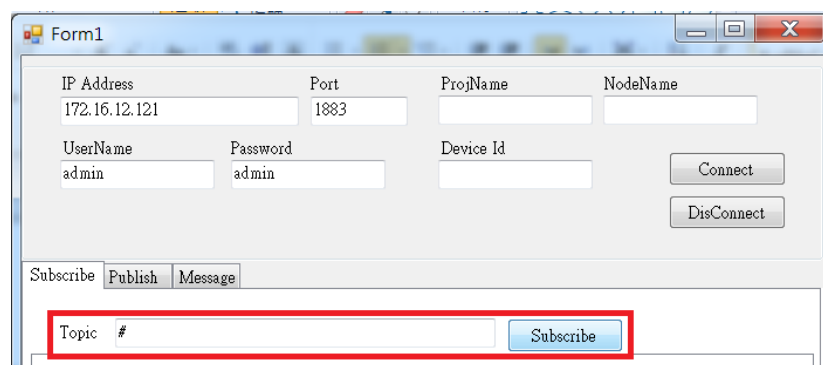 Form1
IP Address Port ProjName NodeName
172.16.12.121 1883
UserName Password Device Id
admin admin
Connect
DisConnect
Subscribe Publish Message
Topic # Subscribe